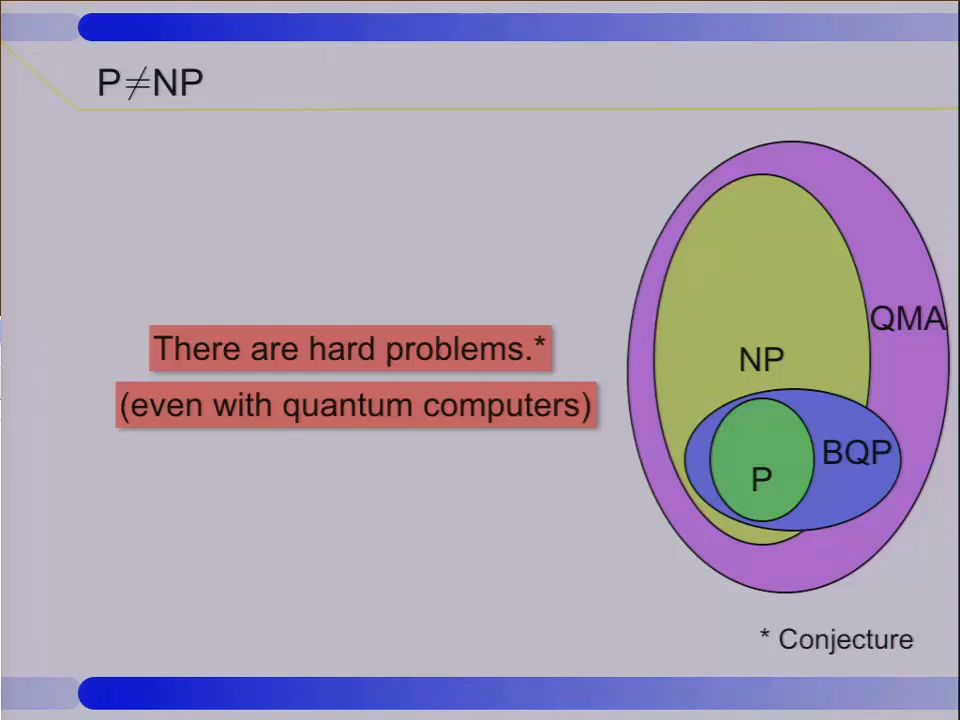 P≠NP
There are hard problems.*
(even with quantum computers)
QMA
NP
BQP
P
* Conjecture